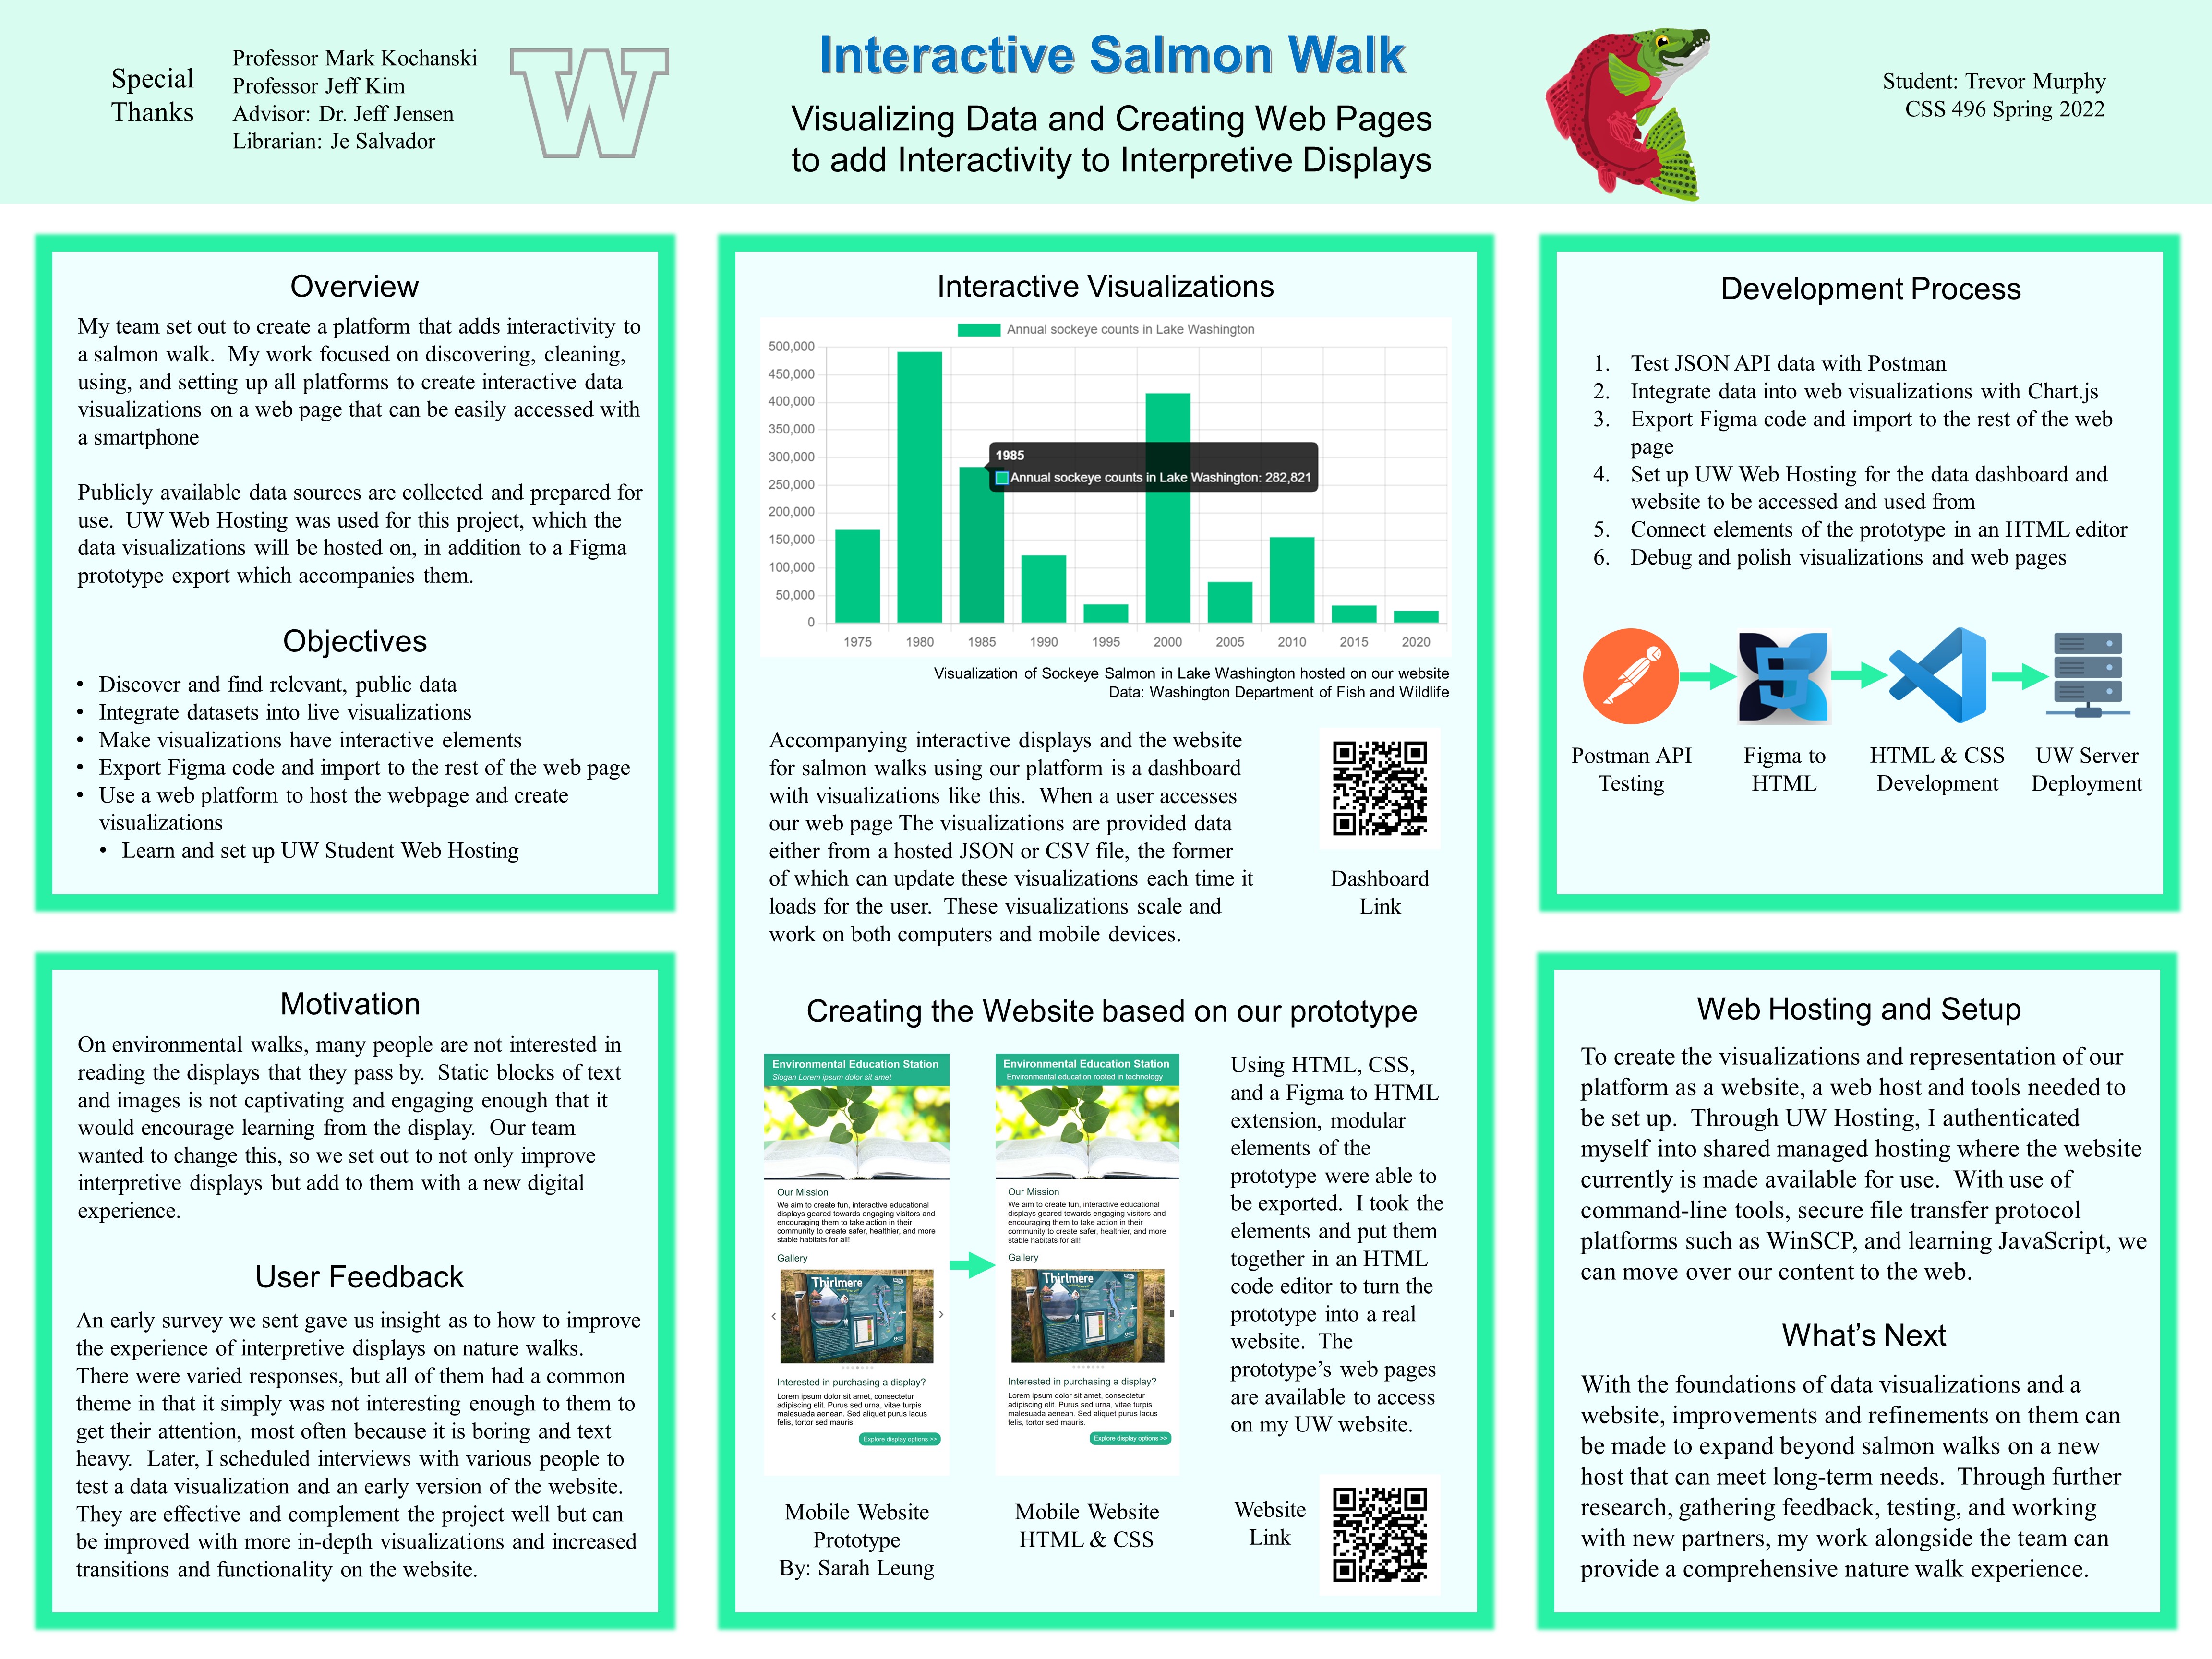 Special
Thanks
Professor Mark Kochanski
Professor Jeff Kim
Advisor: Dr. Jeff Jensen
Librarian: Je Salvador
W
Interactive Salmon Walk
Visualizing Data and Creating Web Pages
to add Interactivity to Interpretive Displays
Student: Trevor Murphy
CSS 496 Spring 2022
Overview
My team set out to create a platform that adds interactivity to
a salmon walk.  My work focused on discovering, cleaning,
using, and setting up all platforms to create interactive data
visualizations on a web page that can be easily accessed with
a smartphone
Publicly available data sources are collected and prepared for
use.  UW Web Hosting was used for this project, which the
data visualizations will be hosted on, in addition to a Figma
prototype export which accompanies them.
Objectives
• Discover and find relevant, public data
• Integrate datasets into live visualizations
• Make visualizations have interactive elements
• Export Figma code and import to the rest of the web page
• Use a web platform to host the webpage and create
visualizations
• Learn and set up UW Student Web Hosting
Motivation
On environmental walks, many people are not interested in
reading the displays that they pass by.  Static blocks of text
and images is not captivating and engaging enough that it
would encourage learning from the display.  Our team
wanted to change this, so we set out to not only improve
interpretive displays but add to them with a new digital
experience.
User Feedback
An early survey we sent gave us insight as to how to improve
the experience of interpretive displays on nature walks.
There were varied responses, but all of them had a common
theme in that it simply was not interesting enough to them to
get their attention, most often because it is boring and text
heavy.  Later, I scheduled interviews with various people to
test a data visualization and an early version of the website.
They are effective and complement the project well but can
be improved with more in-depth visualizations and increased
transitions and functionality on the website.
Interactive Visualizations
Annual sockeye counts in Lake Washington
500,000
450,000
400,000
350,000
300,000
250,000
200,000
150,000
100,000
50,000
0
1985
Annual sockeye counts in Lake Washington: 282,821
1975 1980 1985 1990 1995 2000 2005 2010 2015 2020
Visualization of Sockeye Salmon in Lake Washington hosted on our website
Data: Washington Department of Fish and Wildlife
Accompanying interactive displays and the website
for salmon walks using our platform is a dashboard
with visualizations like this.  When a user accesses
our web page The visualizations are provided data
either from a hosted JSON or CSV file, the former
of which can update these visualizations each time it
loads for the user.  These visualizations scale and
work on both computers and mobile devices.
Dashboard
Link
Creating the Website based on our prototype
Environmental Education Station
Slogan Lorem ipsum dolor sit amet
Our Mission
We aim to create fun, interactive educational
displays geared towards engaging visitors and
encouraging them to take action in their
community to create safer, healthier, and more
stable habitats for all!
Gallery
Thirlmere
Interested in purchasing a display?
Lorem ipsum dolor sit amet, consectetur
adipiscing elit. Purus sed urna, vitae turpis
malesuada aenean. Sed aliquet purus lacus
felis, tortor sed mauris.
Explore display options >>
Mobile Website
Prototype
By: Sarah Leung
Environmental Education Station
Environmental education rooted in technology
Our Mission
We aim to create fun, interactive educational
displays geared towards engaging visitors and
encouraging them to take action in their
community to create safer, healthier, and more
stable habitats for all!
Gallery
Thirlmere
Interested in purchasing a display?
Lorem ipsum dolor sit amet, consectetur
adipiscing elit. Purus sed urna, vitae turpis
malesuada aenean. Sed aliquet purus lacus
felis, tortor sed mauris.
Explore display options >>
Mobile Website
HTML & CSS
Using HTML, CSS,
and a Figma to HTML
extension, modular
elements of the
prototype were able to
be exported.  I took the
elements and put them
together in an HTML
code editor to turn the
prototype into a real
website.  The
prototype’s web pages
are available to access
on my UW website.
Website
Link
Development Process
1. Test JSON API data with Postman
2. Integrate data into web visualizations with Chart.js
3. Export Figma code and import to the rest of the web
page
4. Set up UW Web Hosting for the data dashboard and
website to be accessed and used from
5. Connect elements of the prototype in an HTML editor
6. Debug and polish visualizations and web pages
5
Postman API
Testing
Figma to
HTML
HTML & CSS
Development
UW Server
Deployment
Web Hosting and Setup
To create the visualizations and representation of our
platform as a website, a web host and tools needed to
be set up.  Through UW Hosting, I authenticated
myself into shared managed hosting where the website
currently is made available for use.  With use of
command-line tools, secure file transfer protocol
platforms such as WinSCP, and learning JavaScript, we
can move over our content to the web.
What’s Next
With the foundations of data visualizations and a
website, improvements and refinements on them can
be made to expand beyond salmon walks on a new
host that can meet long-term needs.  Through further
research, gathering feedback, testing, and working
with new partners, my work alongside the team can
provide a comprehensive nature walk experience.